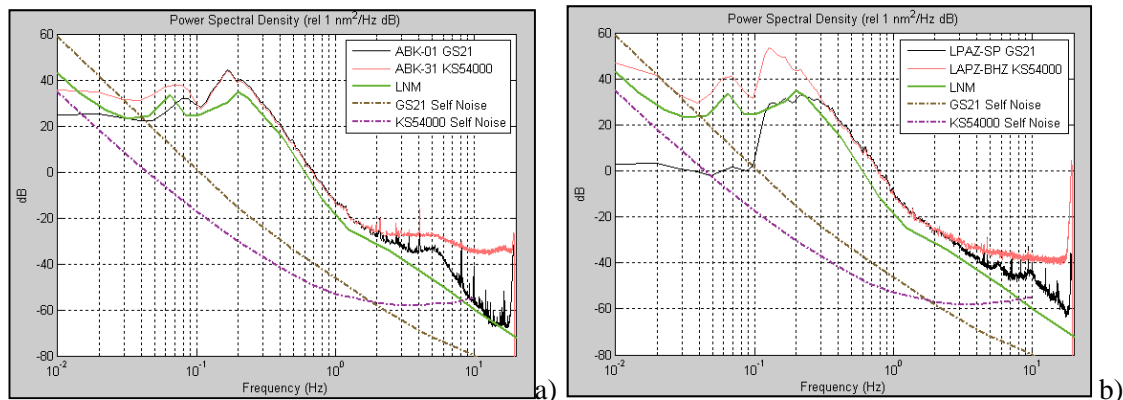 Power Spectral Density (rel 1 nm²/Hz dB)
60
40
20
0
-20
-40
-60
-80
dB
ABK-01 GS21
ABK-31 KS54000
LNM
GS21 Self Noise
KS54000 Self Noise
10⁻² 10⁻¹ 10⁰ 10¹
Frequency (Hz)
a)
Power Spectral Density (rel 1 nm²/Hz dB)
60
40
20
0
-20
-40
-60
-80
dB
LPAZ-SP GS21
LAPZ-BHZ KS54000
LNM
GS21 Self Noise
KS54000 Self Noise
10⁻² 10⁻¹ 10⁰ 10¹
Frequency (Hz)
b)